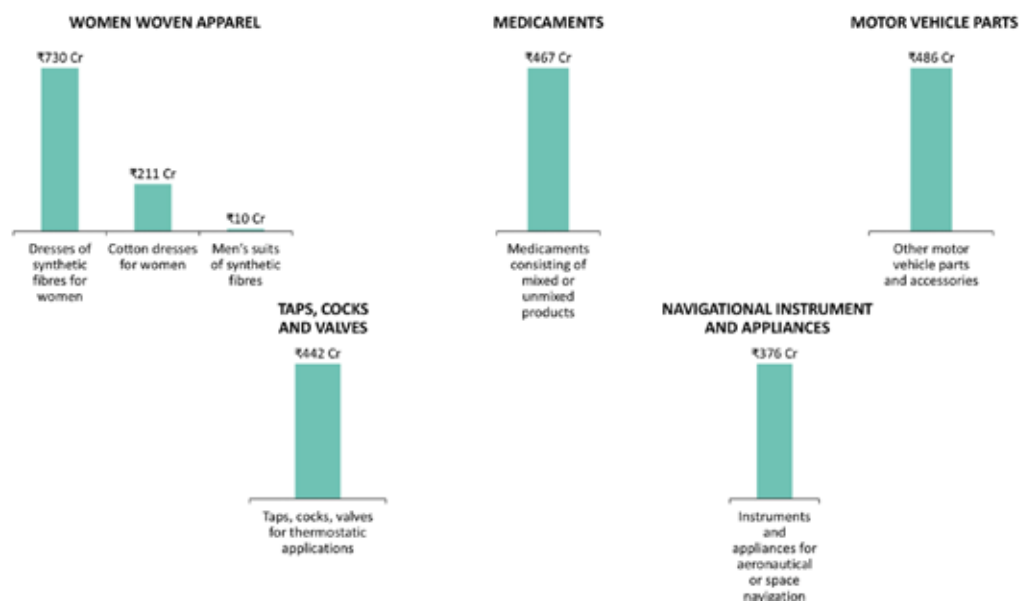 WOMEN WOVEN APPAREL
₹730 Cr
₹211 Cr
₹10 Cr
Dresses of
synthetic
fibres for
women
Cotton dresses
for women
Men's suits
of synthetic
fibres
MEDICAMENTS
₹467 Cr
Medicaments
consisting of
mixed or
unmixed
products
MOTOR VEHICLE PARTS
₹486 Cr
Other motor
vehicle parts
and accessories
TAPS, COCKS
AND VALVES
₹442 Cr
Taps, cocks, valves
for thermostatic
applications
NAVIGATIONAL INSTRUMENT
AND APPLIANCES
₹376 Cr
Instruments
and
appliances for
aeronautical
or space
navigation